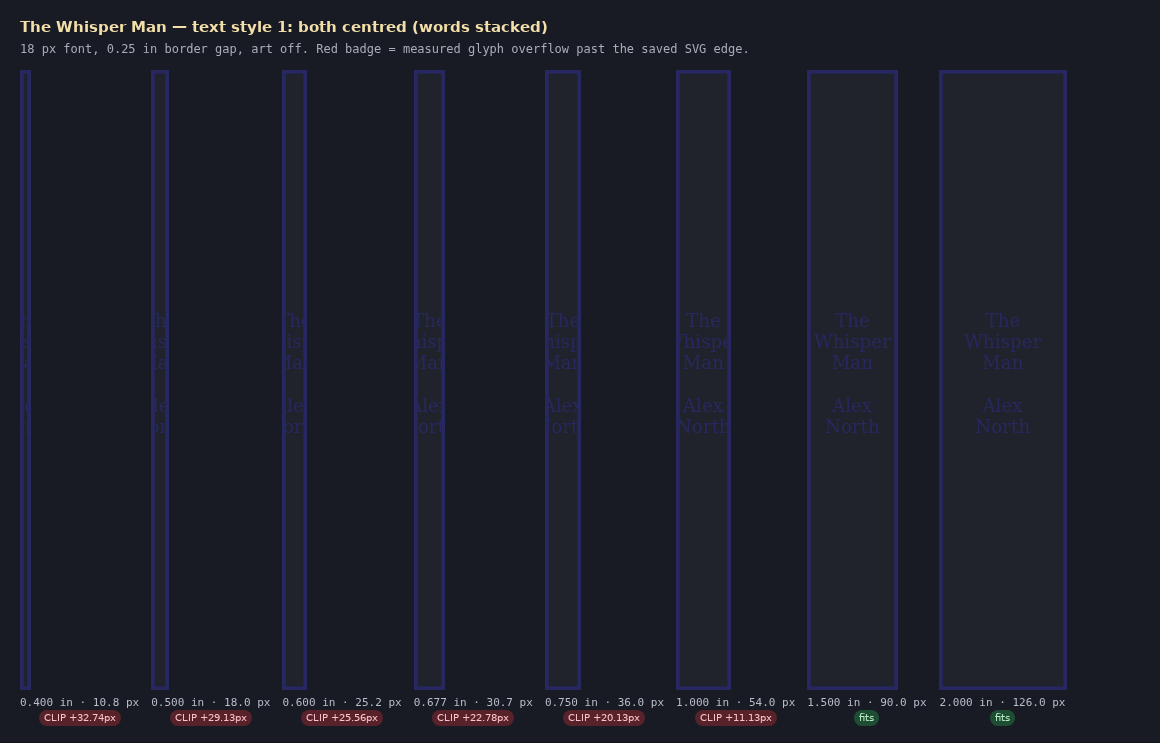 The Whisper Man — text style 1: both centred (words stacked)
18 px font, 0.25 in border gap, art off. Red badge = measured glyph overflow past the saved SVG edge.
The
Man
Alex
North
The
Whisper
Man
Alex
North
The
Whisper
Man
Alex
North
0.400 in · 10.8 px
CLIP +32.74px
0.500 in · 18.0 px
CLIP +29.13px
0.600 in · 25.2 px
CLIP +25.56px
0.677 in · 30.7 px
CLIP +22.78px
0.750 in · 36.0 px
CLIP +20.13px
1.000 in · 54.0 px
CLIP +11.13px
1.500 in · 90.0 px
fits
2.000 in · 126.0 px
fits